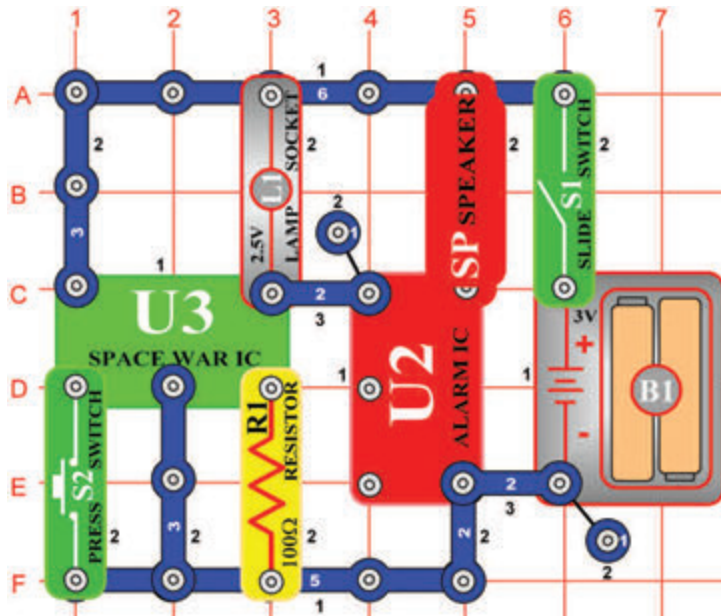 1 2 3 4 5 6 7
A
1
6
2
2
2
SOCKET
L1
LAMP
2.5V
SP SPEAKER
SLIDE SWITCH
S1
B
3
2
1
C
1
2
3
3V
+
-
B1
U3
SPACE WAR IC
U2
ALARM IC
1
1
D
E
PRESS SWITCH
S2
2
3
2
R1
RESISTOR
100Ω
2
2
3
2
2
1
2
F
5
1